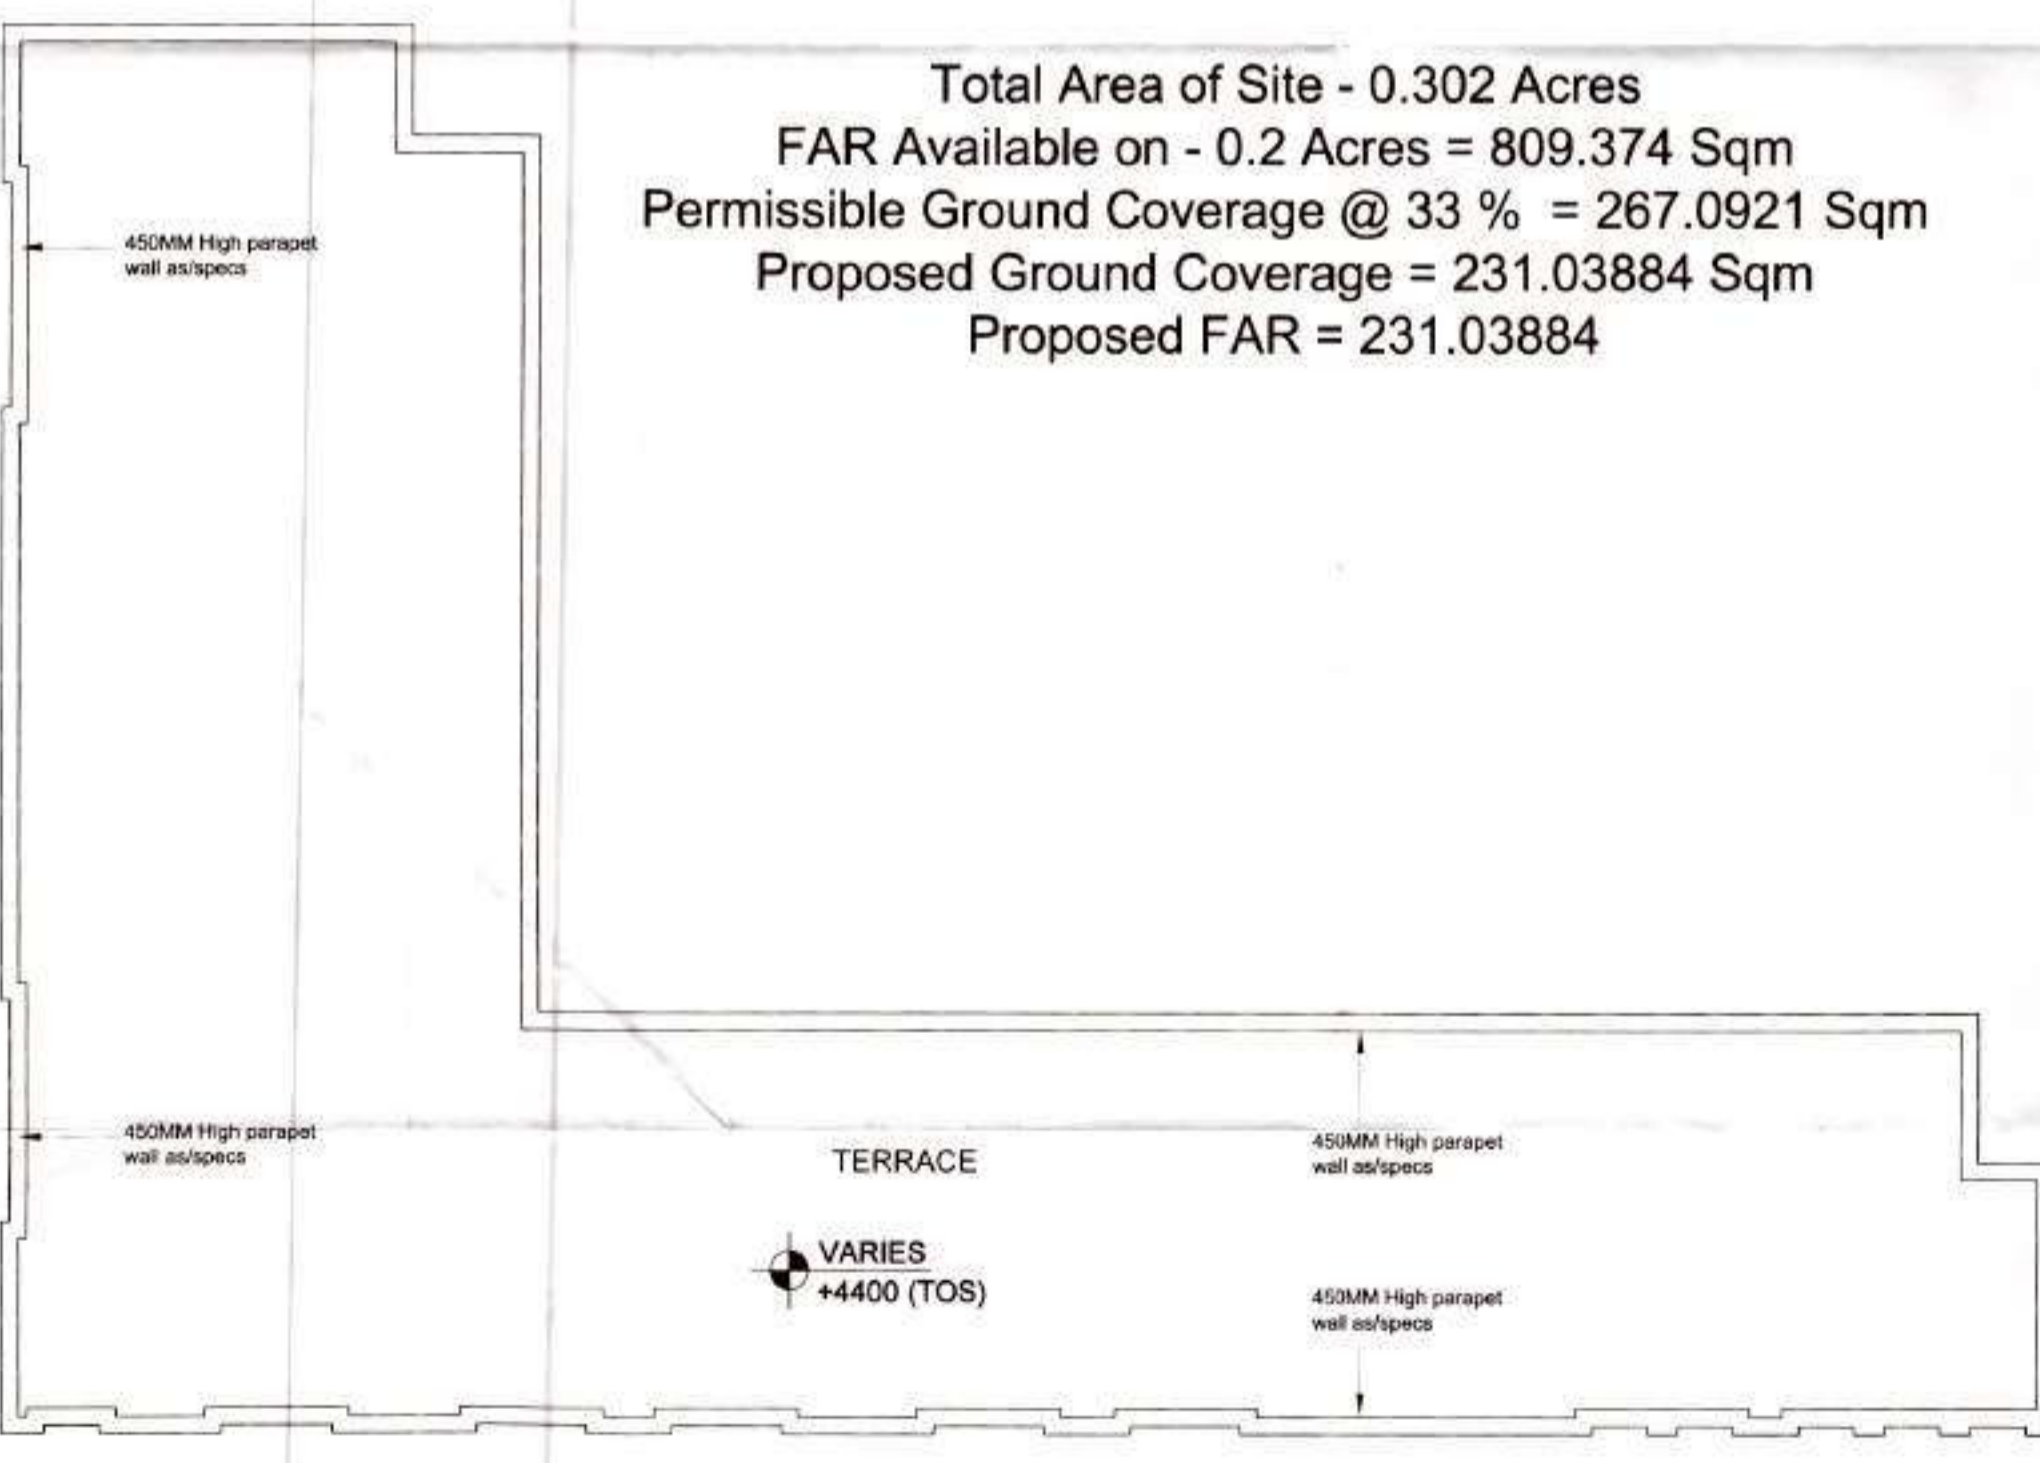 Total Area of Site - 0.302 Acres
FAR Available on - 0.2 Acres = 809.374 Sqm
Permissible Ground Coverage @ 33 % = 267.0921 Sqm
Proposed Ground Coverage = 231.03884 Sqm
Proposed FAR = 231.03884
450MM High parapet
wall as/specs
450MM High parapet
wall as/specs
TERRACE
450MM High parapet
wall as/specs
VARIES
+4400 (TOS)
450MM High parapet
wall as/specs